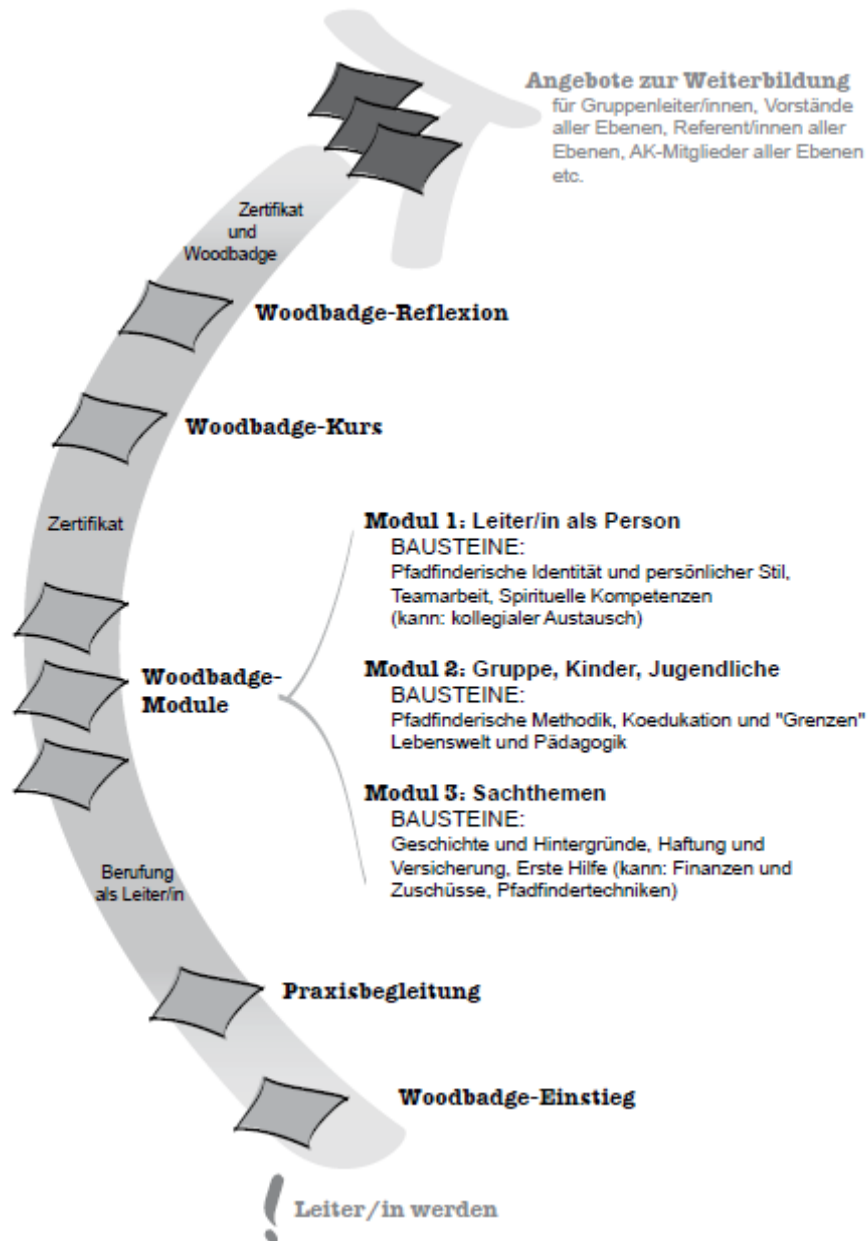 Angebote zur Weiterbildung
für Gruppenleiter/innen, Vorstände
aller Ebenen, Referent/innen aller
Ebenen, AK-Mitglieder aller Ebenen
etc.
Zertifikat
und
Woodbadge
Woodbadge-Reflexion
Woodbadge-Kurs
Zertifikat
Woodbadge-
Module
Modul 1: Leiter/in als Person
BAUSTEINE:
Pfadfinderische Identität und persönlicher Stil,
Teamarbeit, Spirituelle Kompetenzen
(kann: kollegialer Austausch)
Modul 2: Gruppe, Kinder, Jugendliche
BAUSTEINE:
Pfadfinderische Methodik, Koedukation und "Grenzen"
Lebenswelt und Pädagogik
Modul 3: Sachthemen
BAUSTEINE:
Geschichte und Hintergründe, Haftung und
Versicherung, Erste Hilfe (kann: Finanzen und
Zuschüsse, Pfadfindertechniken)
Berufung
als Leiter/in
Praxisbegleitung
Woodbadge-Einstieg
! Leiter/in werden